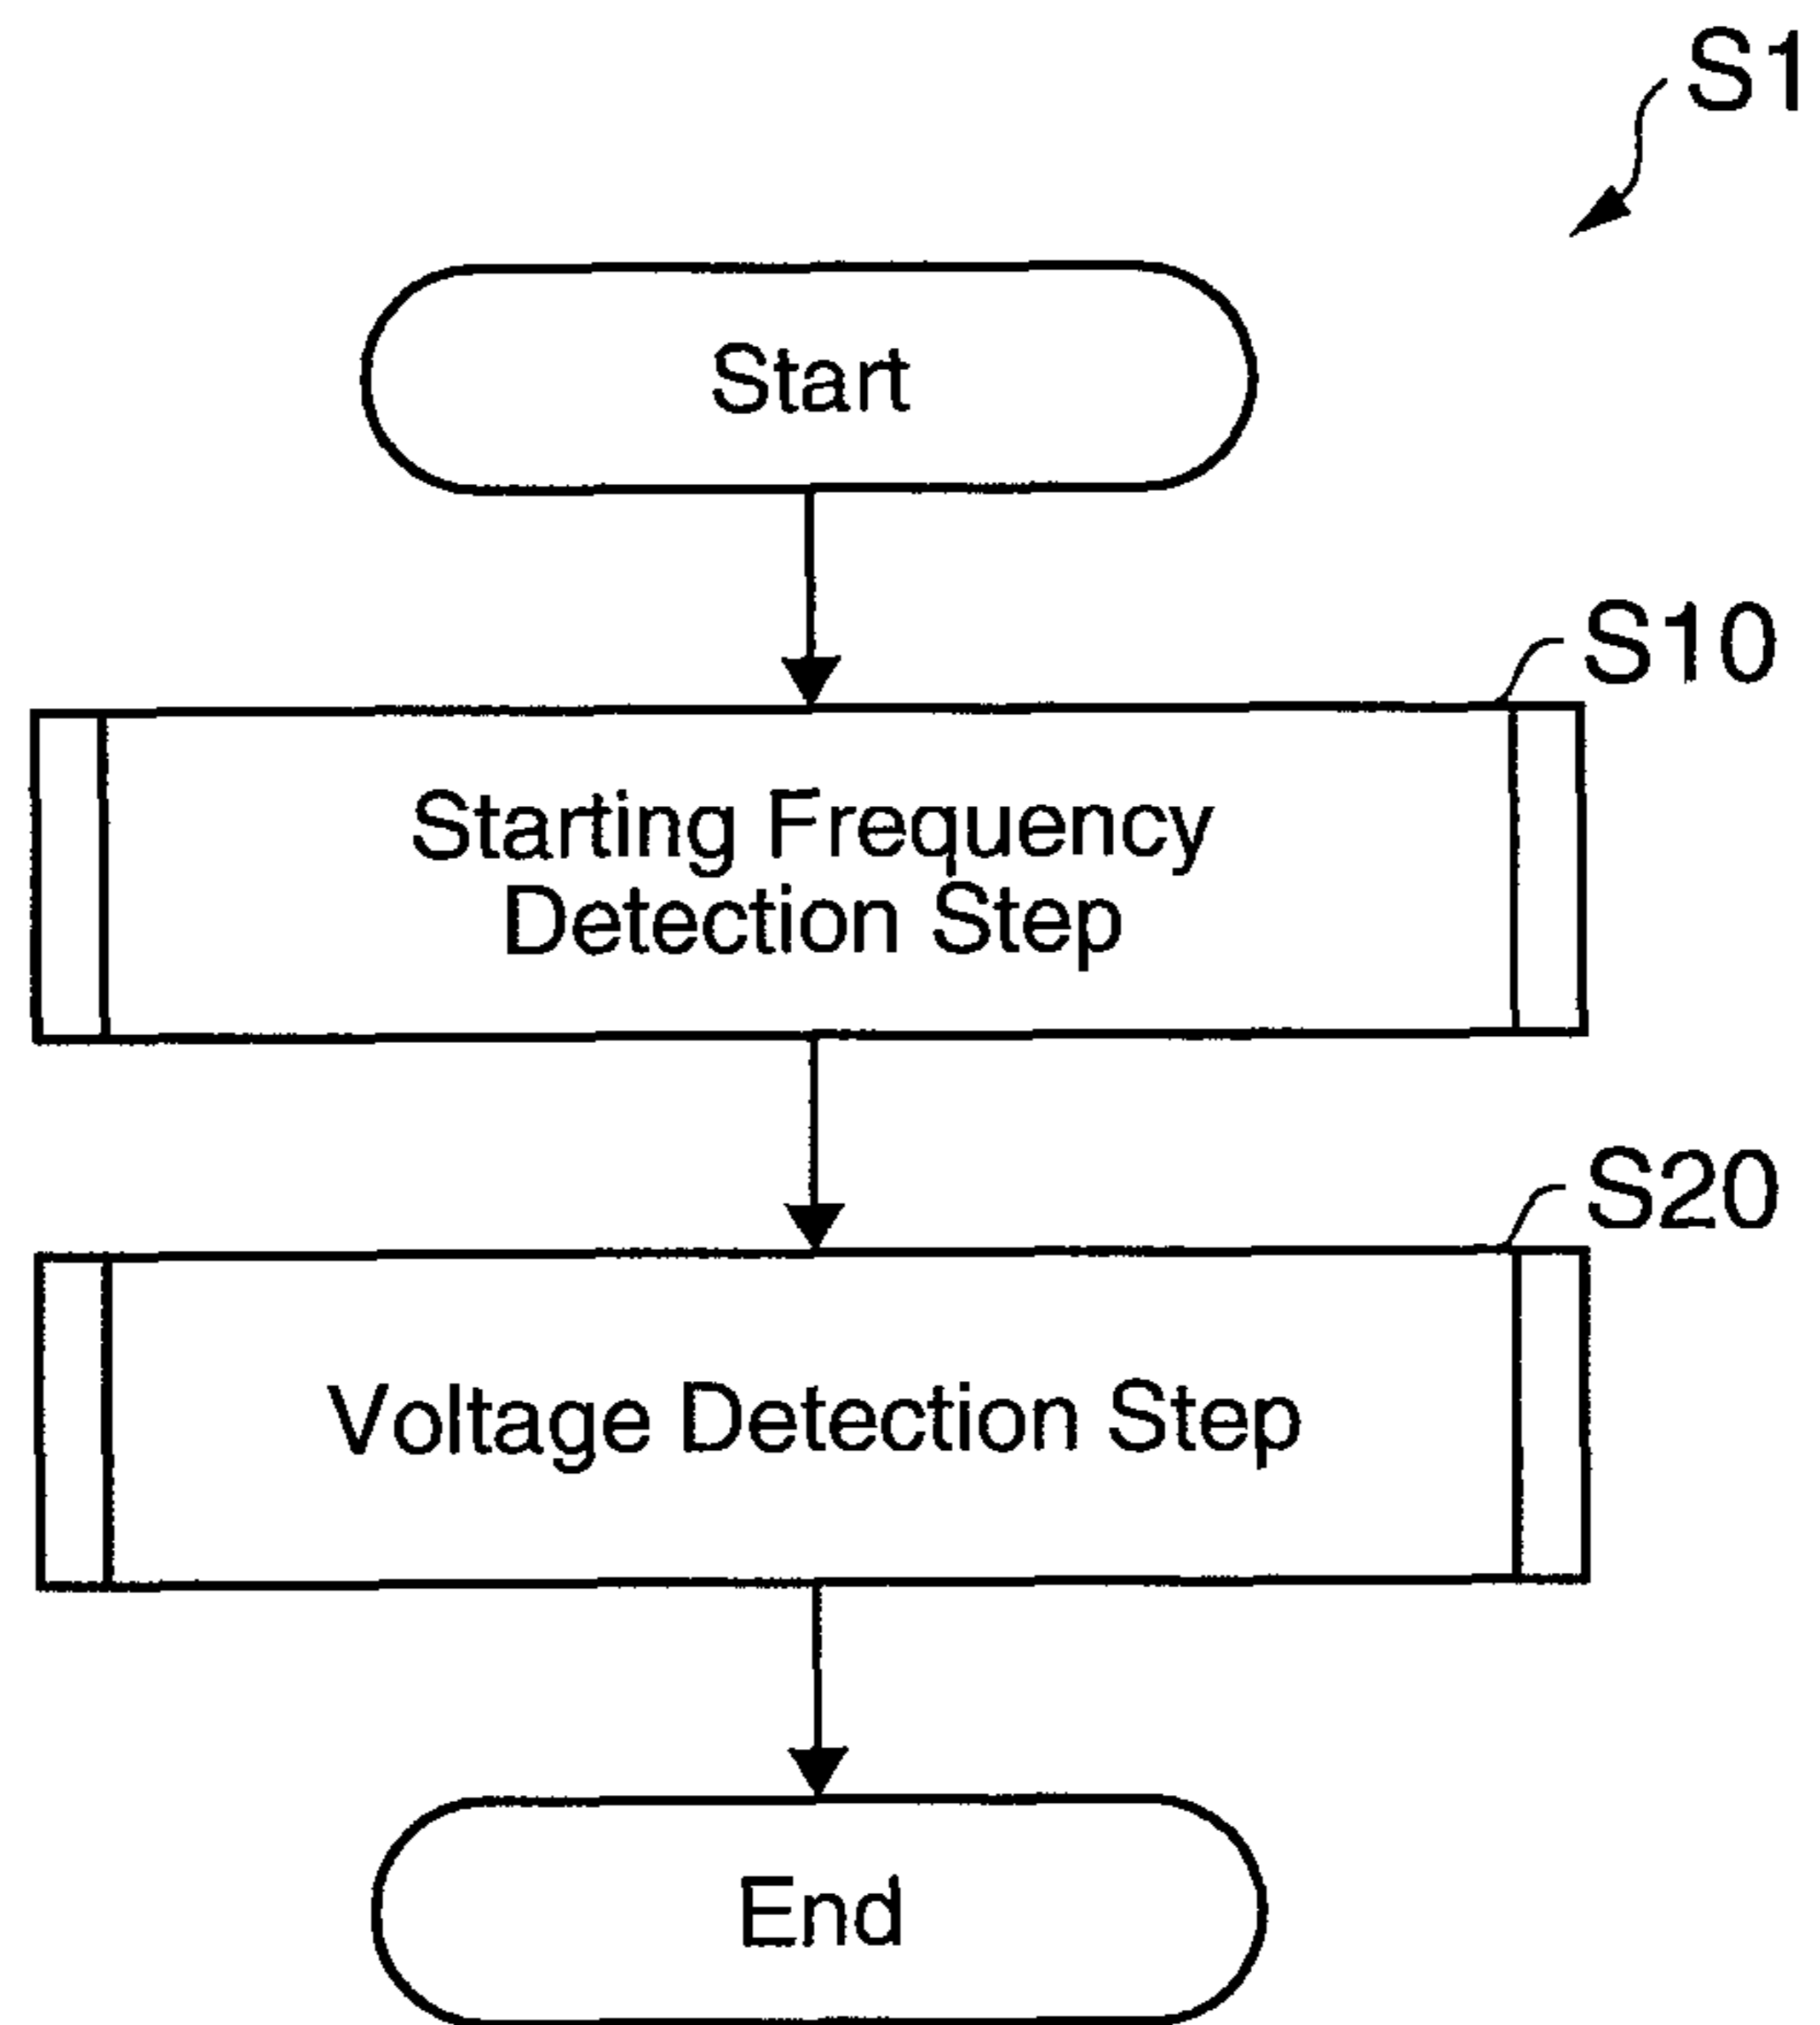 S1
Start
S10
Starting Frequency
Detection Step
S20
Voltage Detection Step
End